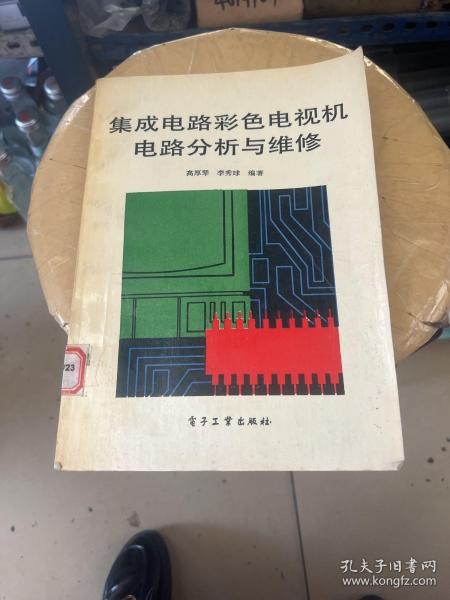 集成电路彩色电视机
电路分析与维修
高厚琴 李秀球 编著
223
電子工業出版社
孔夫子旧书网
www.kongfz.com